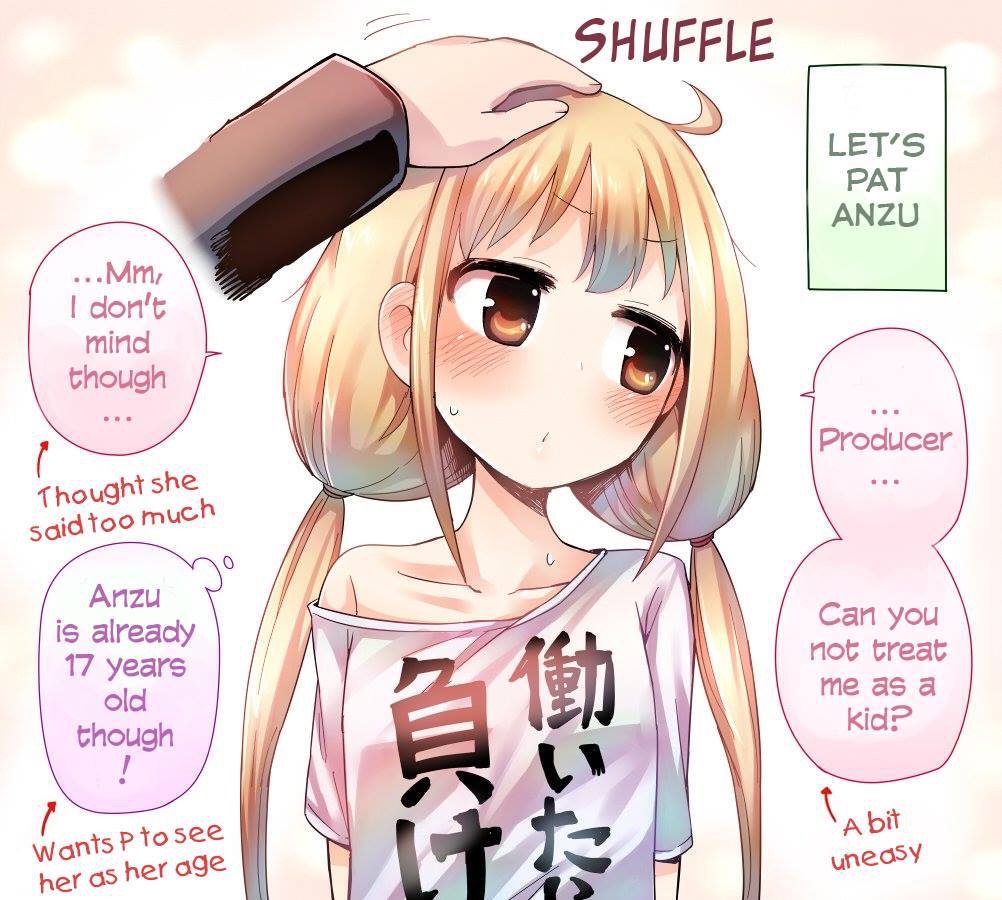 SHUFFLE
LET'S
PAT
ANZU
...
Producer
...
Can you
not treat
me as a
kid?
A bit
uneasy
...Mm,
I don't
mind
though
...
Thought she
said too much
Anzu
is already
17 years
old
though
!
Wants P to see
her as her age
働いたら
負け